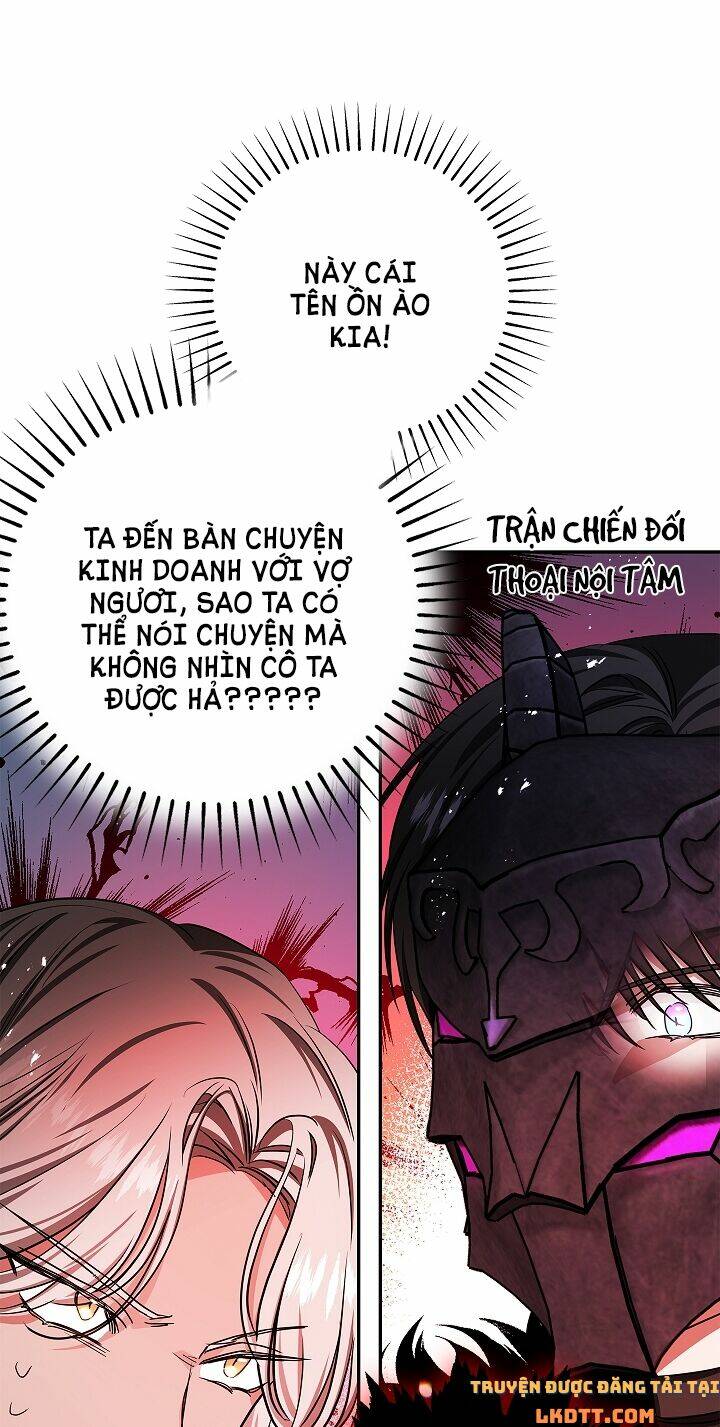 NÀY CÁI
TÊN ỒN ÀO
KIA!
TA ĐẾN BÀN CHUYỆN
KINH DOANH VỚI VỢ
NGƯƠI, SAO TA CÓ
THỂ NÓI CHUYỆN MÀ
KHÔNG NHÌN CÔ TA
ĐƯỢC HẢ?????
TRẬN CHIẾN ĐỐI
THOẠI NỘI TÂM
TRUYỆN ĐƯỢC ĐĂNG TẢI TẠI
LKDTT.COM